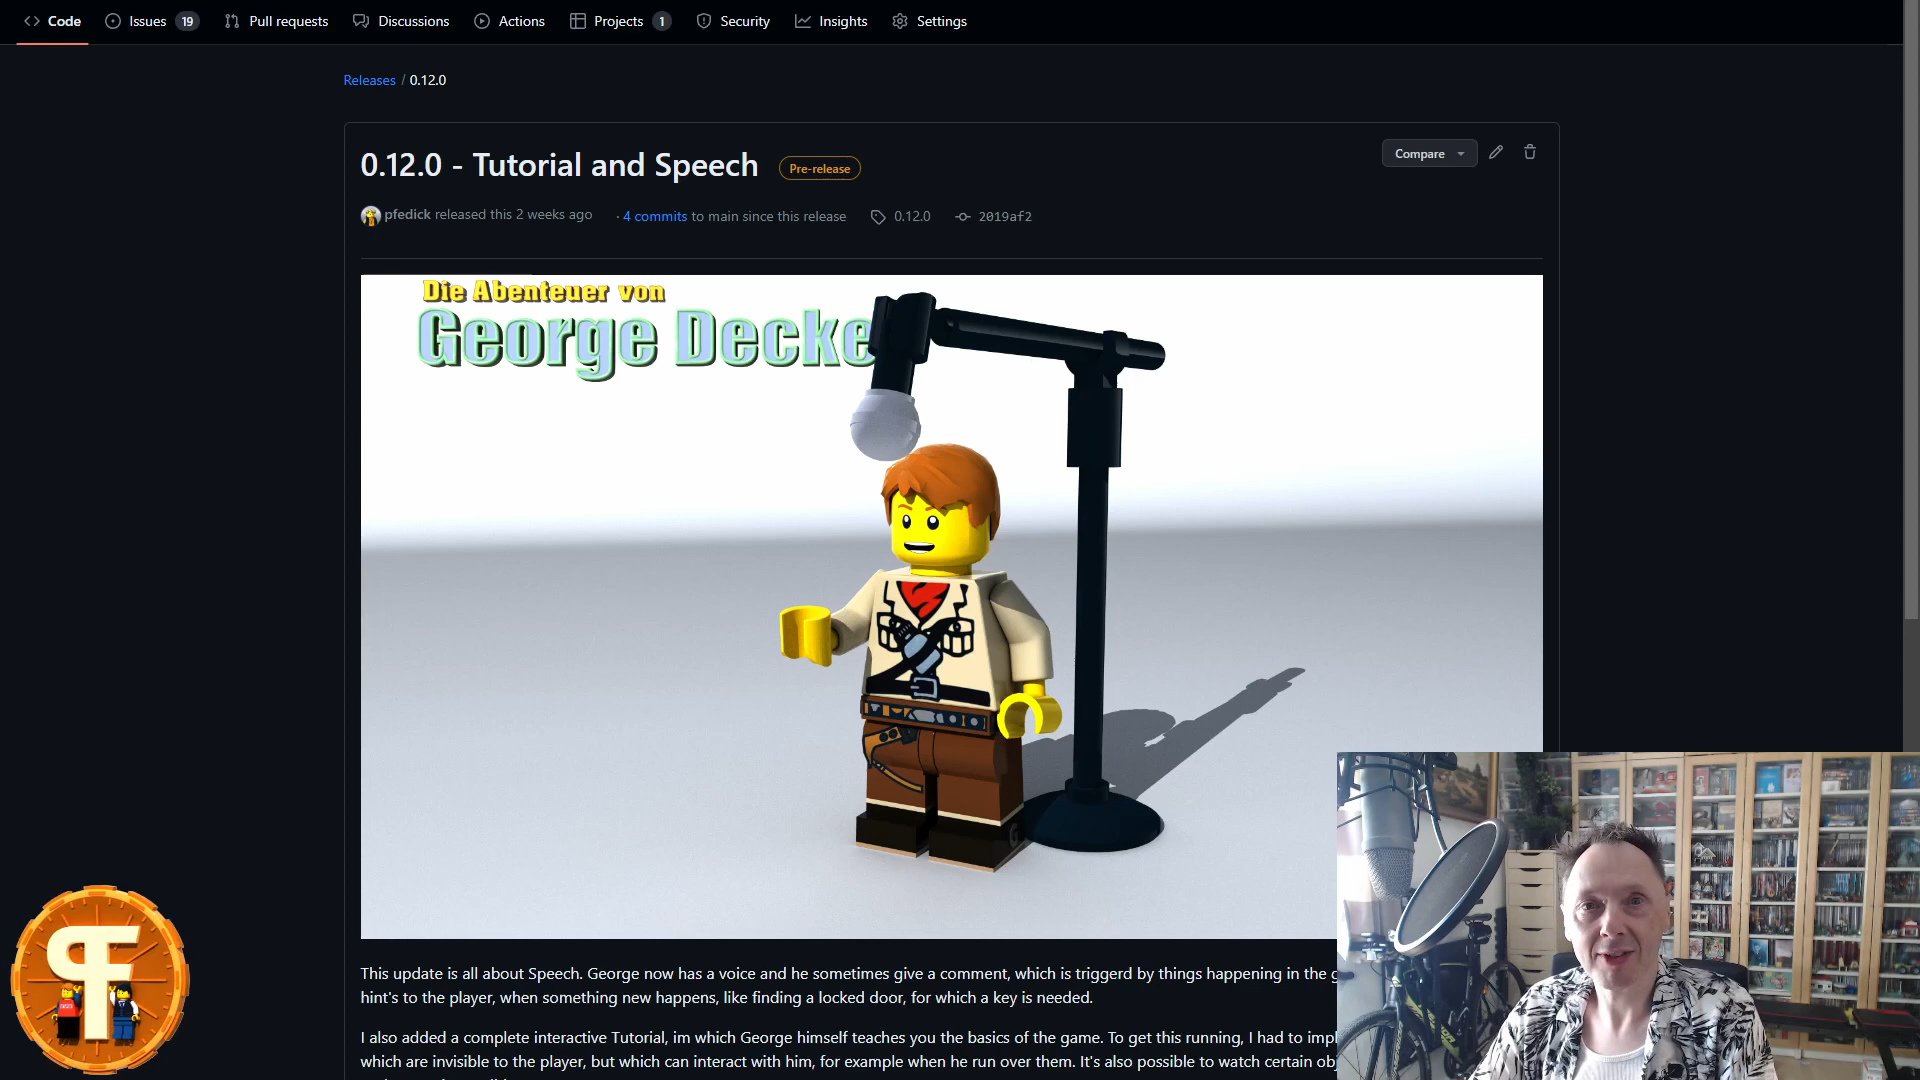 Code
Issues 19
Pull requests
Discussions
Actions
Projects 1
Security
Insights
Settings
Releases / 0.12.0
0.12.0 - Tutorial and Speech Pre-release
Compare
pfedick released this 2 weeks ago · 4 commits to main since this release 0.12.0 2019af2
Die Abenteuer von
George Decke
This update is all about Speech. George now has a voice and he sometimes give a comment, which is triggerd by things happening in the g
hint's to the player, when something new happens, like finding a locked door, for which a key is needed.
I also added a complete interactive Tutorial, im which George himself teaches you the basics of the game. To get this running, I had to impl
which are invisible to the player, but which can interact with him, for example when he run over them. It's also possible to watch certain obj